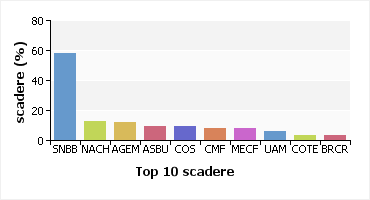 scadere (%)
80
60
40
20
0
SNBB NACH AGEM ASBU COS CMF MECF UAM COTE BRCR
Top 10 scadere